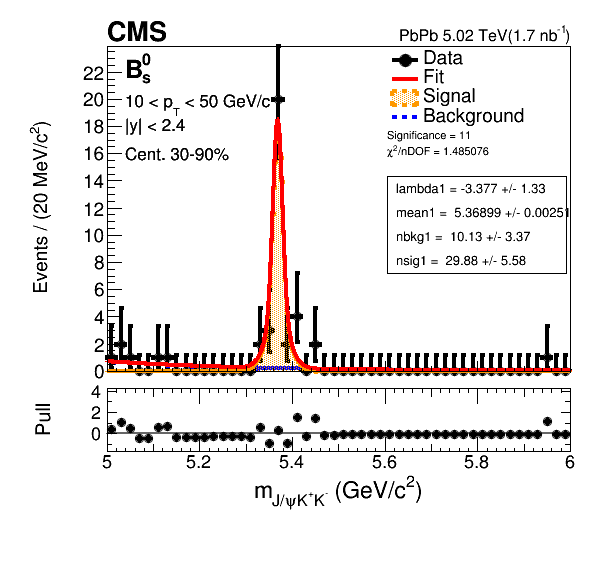 CMS
PbPb 5.02 TeV(1.7 nb⁻¹)
B⁰ₛ
10 < p_T < 50 GeV/c
|y| < 2.4
Cent. 30-90%
Data
Fit
Signal
Background
Significance = 11
χ²/nDOF = 1.485076
lambda1 = -3.377 +/- 1.33
mean1 = 5.36899 +/- 0.00251
nbkg1 = 10.13 +/- 3.37
nsig1 = 29.88 +/- 5.58
Events / (20 MeV/c²)
22
20
18
16
14
12
10
8
6
4
2
0
Pull
4
2
0
5 5.2 5.4 5.6 5.8 6
m_J/ψK⁺K⁻ (GeV/c²)